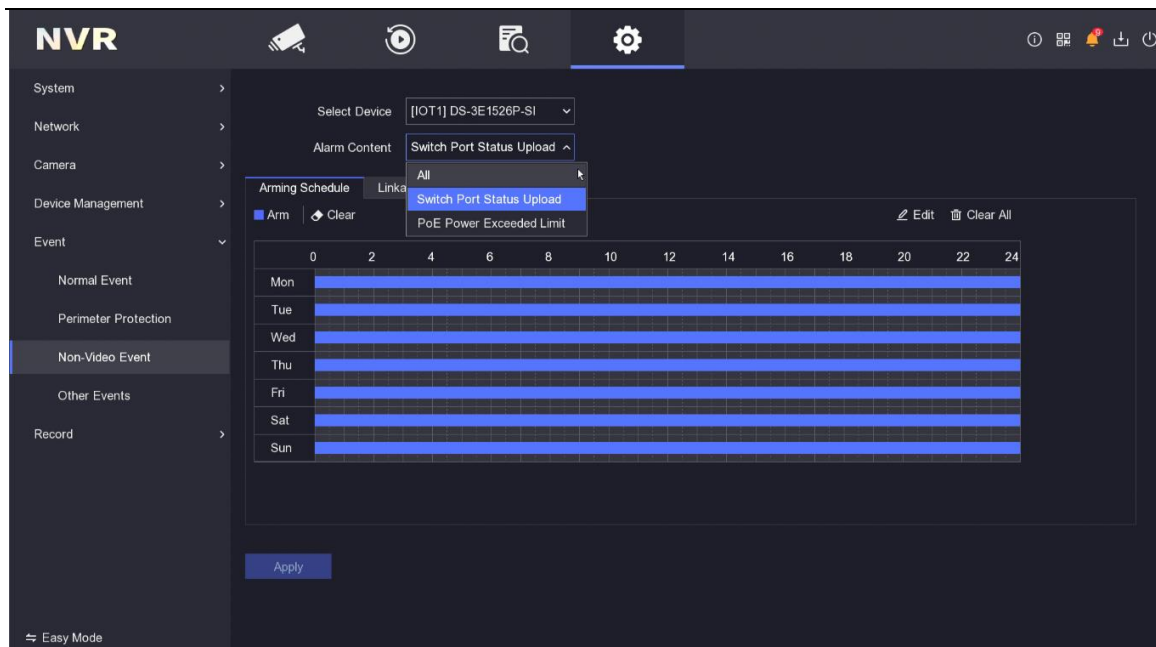 NVR
9
System
Network
Camera
Device Management
Event
Normal Event
Perimeter Protection
Non-Video Event
Other Events
Record
Easy Mode
Select Device [IOT1] DS-3E1526P-SI
Alarm Content Switch Port Status Upload
All
Switch Port Status Upload
PoE Power Exceeded Limit
Arming Schedule Linka
Arm Clear Edit Clear All
0 2 4 6 8 10 12 14 16 18 20 22 24
Mon
Tue
Wed
Thu
Fri
Sat
Sun
Apply